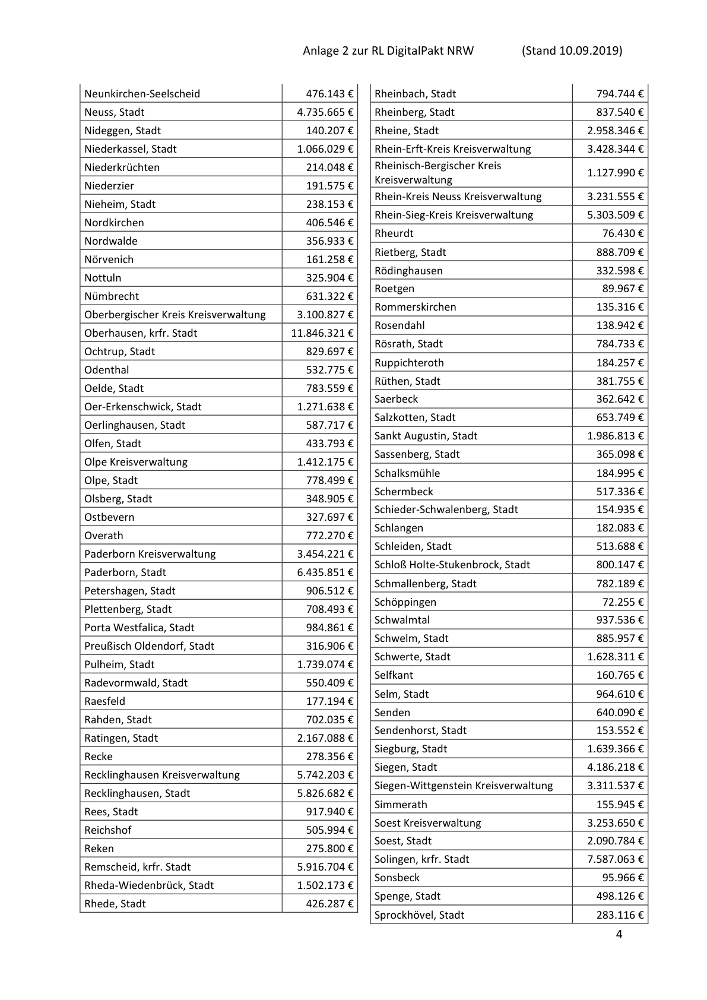 Anlage 2 zur RL DigitalPakt NRW (Stand 10.09.2019)
Neunkirchen-Seelscheid 476.143 €
Neuss, Stadt 4.735.665 €
Nideggen, Stadt 140.207 €
Niederkassel, Stadt 1.066.029 €
Niederkrüchten 214.048 €
Niederzier 191.575 €
Nieheim, Stadt 238.153 €
Nordkirchen 406.546 €
Nordwalde 356.933 €
Nörvenich 161.258 €
Nottuln 325.904 €
Nümbrecht 631.322 €
Oberbergischer Kreis Kreisverwaltung 3.100.827 €
Oberhausen, krfr. Stadt 11.846.321 €
Ochtrup, Stadt 829.697 €
Odenthal 532.775 €
Oelde, Stadt 783.559 €
Oer-Erkenschwick, Stadt 1.271.638 €
Oerlinghausen, Stadt 587.717 €
Olfen, Stadt 433.793 €
Olpe Kreisverwaltung 1.412.175 €
Olpe, Stadt 778.499 €
Olsberg, Stadt 348.905 €
Ostbevern 327.697 €
Overath 772.270 €
Paderborn Kreisverwaltung 3.454.221 €
Paderborn, Stadt 6.435.851 €
Petershagen, Stadt 906.512 €
Plettenberg, Stadt 708.493 €
Porta Westfalica, Stadt 984.861 €
Preußisch Oldendorf, Stadt 316.906 €
Pulheim, Stadt 1.739.074 €
Radevormwald, Stadt 550.409 €
Raesfeld 177.194 €
Rahden, Stadt 702.035 €
Ratingen, Stadt 2.167.088 €
Recke 278.356 €
Recklinghausen Kreisverwaltung 5.742.203 €
Recklinghausen, Stadt 5.826.682 €
Rees, Stadt 917.940 €
Reichshof 505.994 €
Reken 275.800 €
Remscheid, krfr. Stadt 5.916.704 €
Rheda-Wiedenbrück, Stadt 1.502.173 €
Rhede, Stadt 426.287 €
Rheinbach, Stadt 794.744 €
Rheinberg, Stadt 837.540 €
Rheine, Stadt 2.958.346 €
Rhein-Erft-Kreis Kreisverwaltung 3.428.344 €
Rheinisch-Bergischer Kreis
Kreisverwaltung 1.127.990 €
Rhein-Kreis Neuss Kreisverwaltung 3.231.555 €
Rhein-Sieg-Kreis Kreisverwaltung 5.303.509 €
Rheurdt 76.430 €
Rietberg, Stadt 888.709 €
Rödinghausen 332.598 €
Roetgen 89.967 €
Rommerskirchen 135.316 €
Rosendahl 138.942 €
Rösrath, Stadt 784.733 €
Ruppichteroth 184.257 €
Rüthen, Stadt 381.755 €
Saerbeck 362.642 €
Salzkotten, Stadt 653.749 €
Sankt Augustin, Stadt 1.986.813 €
Sassenberg, Stadt 365.098 €
Schalksmühle 184.995 €
Schermbeck 517.336 €
Schieder-Schwalenberg, Stadt 154.935 €
Schlangen 182.083 €
Schleiden, Stadt 513.688 €
Schloß Holte-Stukenbrock, Stadt 800.147 €
Schmallenberg, Stadt 782.189 €
Schöppingen 72.255 €
Schwalmtal 937.536 €
Schwelm, Stadt 885.957 €
Schwerte, Stadt 1.628.311 €
Selfkant 160.765 €
Selm, Stadt 964.610 €
Senden 640.090 €
Sendenhorst, Stadt 153.552 €
Siegburg, Stadt 1.639.366 €
Siegen, Stadt 4.186.218 €
Siegen-Wittgenstein Kreisverwaltung 3.311.537 €
Simmerath 155.945 €
Soest Kreisverwaltung 3.253.650 €
Soest, Stadt 2.090.784 €
Solingen, krfr. Stadt 7.587.063 €
Sonsbeck 95.966 €
Spenge, Stadt 498.126 €
Sprockhövel, Stadt 283.116 €
4